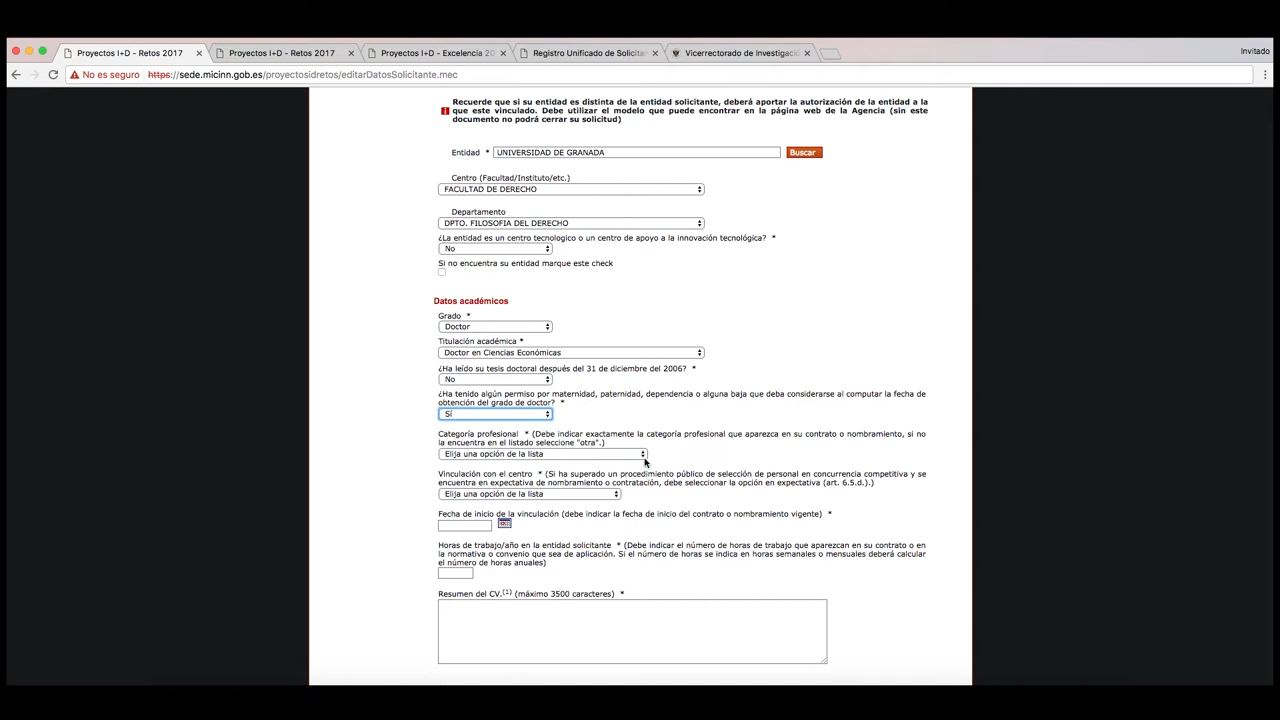 Proyectos I+D - Retos 2017
Proyectos I+D - Retos 2017
Proyectos I+D - Excelencia 20
Registro Unificado de Solicitan
Vicerrectorado de Investigació
Invitado
No es seguro https://sede.micinn.gob.es/proyectosidretos/editarDatosSolicitante.mec
Recuerde que si su entidad es distinta de la entidad solicitante, deberá aportar la autorización de la entidad a la
que este vinculado. Debe utilizar el modelo que puede encontrar en la página web de la Agencia (sin este
documento no podrá cerrar su solicitud)
Entidad * UNIVERSIDAD DE GRANADA Buscar
Centro (Facultad/Instituto/etc.)
FACULTAD DE DERECHO
Departamento
DPTO. FILOSOFIA DEL DERECHO
¿La entidad es un centro tecnologico o un centro de apoyo a la innovación tecnológica? *
No
Si no encuentra su entidad marque este check
Datos académicos
Grado *
Doctor
Titulación académica *
Doctor en Ciencias Económicas
¿Ha leído su tesis doctoral después del 31 de diciembre del 2006? *
No
¿Ha tenido algún permiso por maternidad, paternidad, dependencia o alguna baja que deba considerarse al computar la fecha de
obtención del grado de doctor? *
Sí
Categoría profesional * (Debe indicar exactamente la categoría profesional que aparezca en su contrato o nombramiento, si no
la encuentra en el listado seleccione "otra".)
Elija una opción de la lista
Vinculación con el centro * (Si ha superado un procedimiento público de selección de personal en concurrencia competitiva y se
encuentra en expectativa de nombramiento o contratación, debe seleccionar la opción en expectativa (art. 6.5.d.).)
Elija una opción de la lista
Fecha de inicio de la vinculación (debe indicar la fecha de inicio del contrato o nombramiento vigente) *
Horas de trabajo/año en la entidad solicitante * (Debe indicar el número de horas de trabajo que aparezcan en su contrato o en
la normativa o convenio que sea de aplicación. Si el número de horas se indica en horas semanales o mensuales deberá calcular
el número de horas anuales)
Resumen del CV.(1) (máximo 3500 caracteres) *